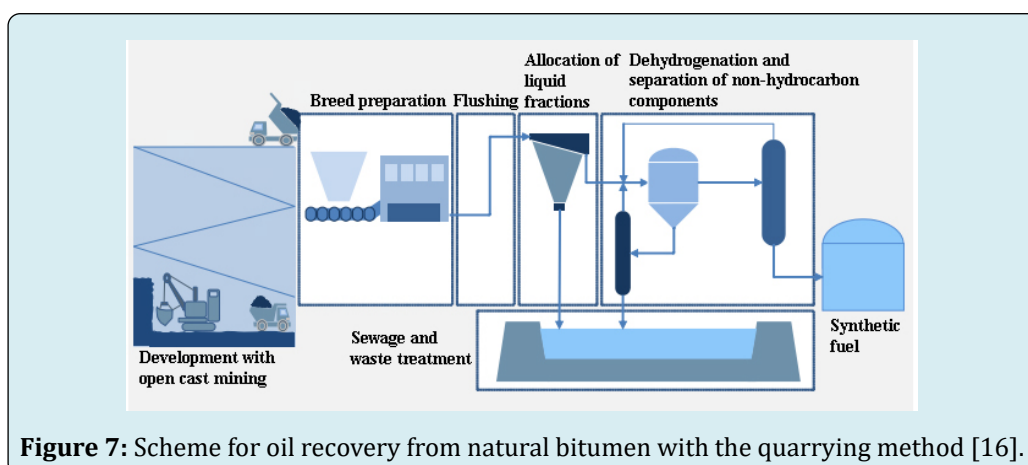 Allocation of
liquid
fractions
Dehydrogenation and
separation of non-hydrocarbon
components
Breed preparation
Flushing
Development with
open cast mining
Sewage and
waste treatment
Synthetic
fuel
Figure 7: Scheme for oil recovery from natural bitumen with the quarrying method [16].